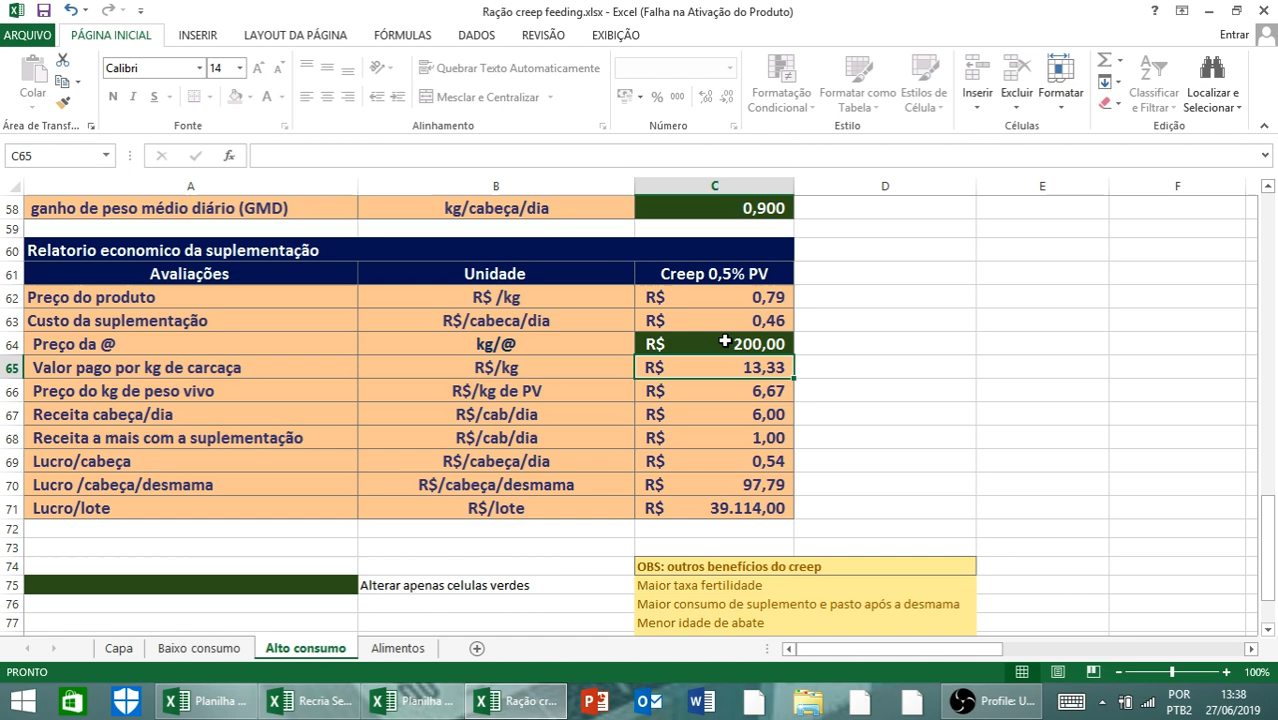 Ração creep feeding.xlsx - Excel (Falha na Ativação do Produto)
ARQUIVO PÁGINA INICIAL INSERIR LAYOUT DA PÁGINA FÓRMULAS DADOS REVISÃO EXIBIÇÃO Entrar
Calibri 14 Quebrar Texto Automaticamente
Colar N I S Mesclar e Centralizar % 000 Formatação Condicional Formatar como Tabela Estilos de Célula Inserir Excluir Formatar Classificar e Filtrar Localizar e Selecionar
Área de Transf... Fonte Alinhamento Número Estilo Células Edição
C65 fx
A B C D E F
58 ganho de peso médio diário (GMD) kg/cabeça/dia 0,900
59
60 Relatorio economico da suplementação
61 Avaliações Unidade Creep 0,5% PV
62 Preço do produto R$ /kg R$ 0,79
63 Custo da suplementação R$/cabeca/dia R$ 0,46
64 Preço da @ kg/@ R$ 200,00
65 Valor pago por kg de carcaça R$/kg R$ 13,33
66 Preço do kg de peso vivo R$/kg de PV R$ 6,67
67 Receita cabeça/dia R$/cab/dia R$ 6,00
68 Receita a mais com a suplementação R$/cab/dia R$ 1,00
69 Lucro/cabeça R$/cabeça/dia R$ 0,54
70 Lucro /cabeça/desmama R$/cabeça/desmama R$ 97,79
71 Lucro/lote R$/lote R$ 39.114,00
72
73
74 OBS: outros benefícios do creep
75 Alterar apenas celulas verdes Maior taxa fertilidade
76 Maior consumo de suplemento e pasto após a desmama
77 Menor idade de abate
Capa Baixo consumo Alto consumo Alimentos
PRONTO 100%
Planilha ... Recria Se... Planilha ... Ração cr... Profile: U... POR 13:38
PTB2 27/06/2019